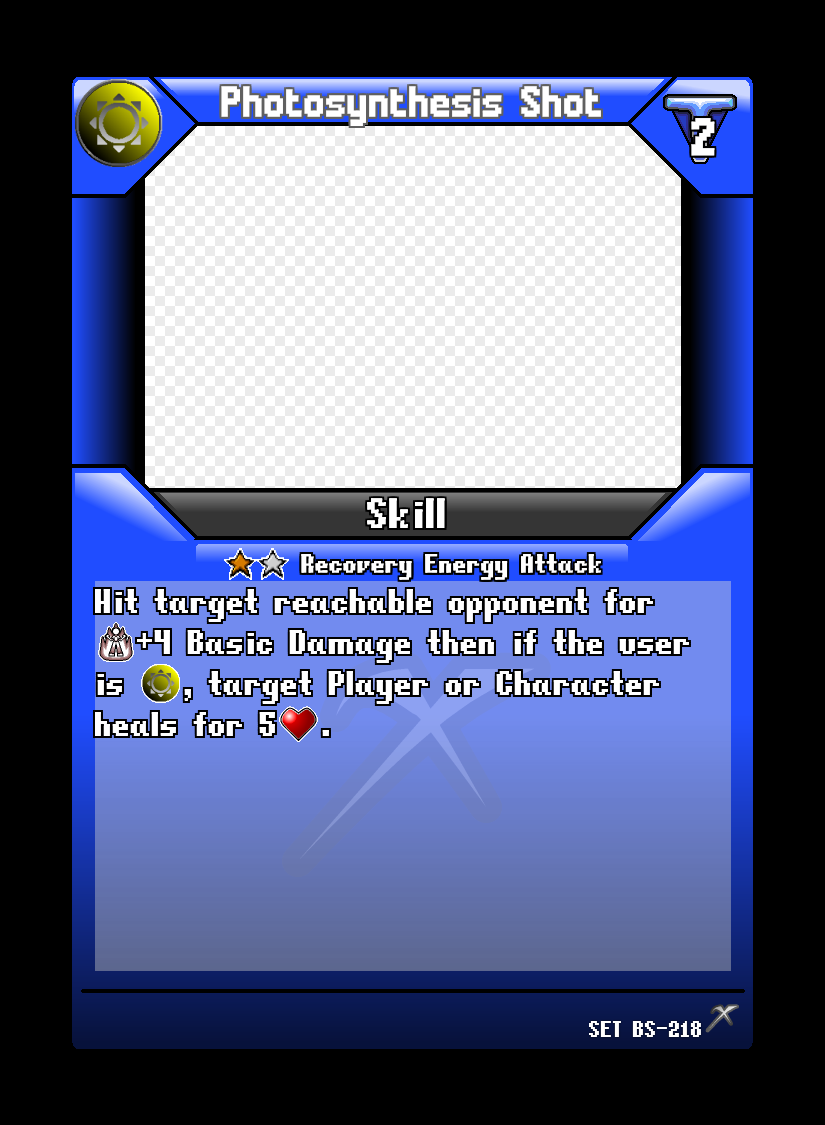 Photosynthesis Shot
2
Skill
Recovery Energy Attack
Hit target reachable opponent for
+4 Basic Damage then if the user
is , target Player or Character
heals for 5 .
SET BS-218